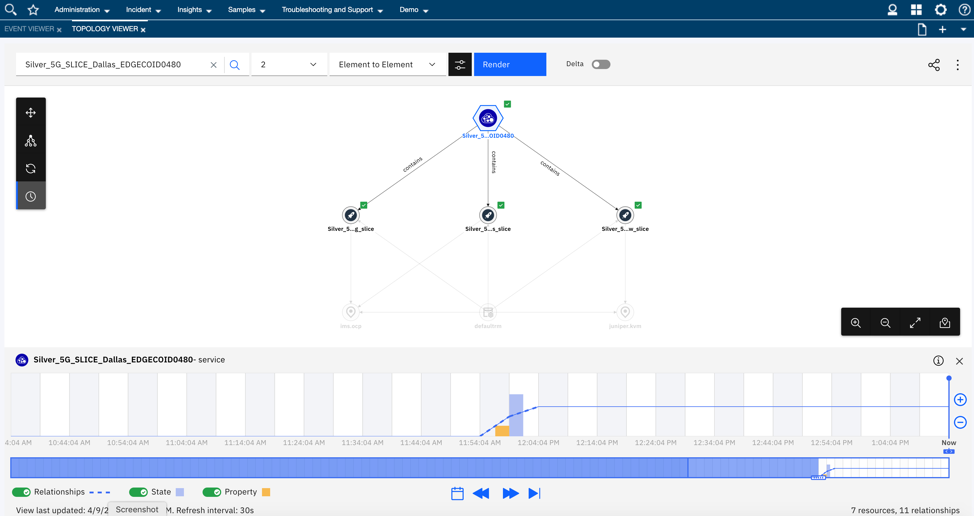 Administration Incident Insights Samples Troubleshooting and Support Demo
EVENT VIEWER x TOPOLOGY VIEWER x
Silver_5G_SLICE_Dallas_EDGECOID0480 2 Element to Element Render Delta
Silver_5...OID0480
contains contains contains
Silver_5...g_slice Silver_5...s_slice Silver_5...w_slice
defaultrm juniper.tosm
Silver_5G_SLICE_Dallas_EDGECOID0480- service
4:04 AM 10:44:04 AM 10:54:04 AM 11:04:04 AM 11:14:04 AM 11:24:04 AM 11:34:04 AM 11:44:04 AM 11:54:04 AM 12:04:04 PM 12:14:04 PM 12:24:04 PM 12:34:04 PM 12:44:04 PM 12:54:04 PM 1:04:04 PM Now
Relationships State Property
View last updated: 4/9/2 M. Refresh interval: 30s 7 resources, 11 relationships
Screenshot